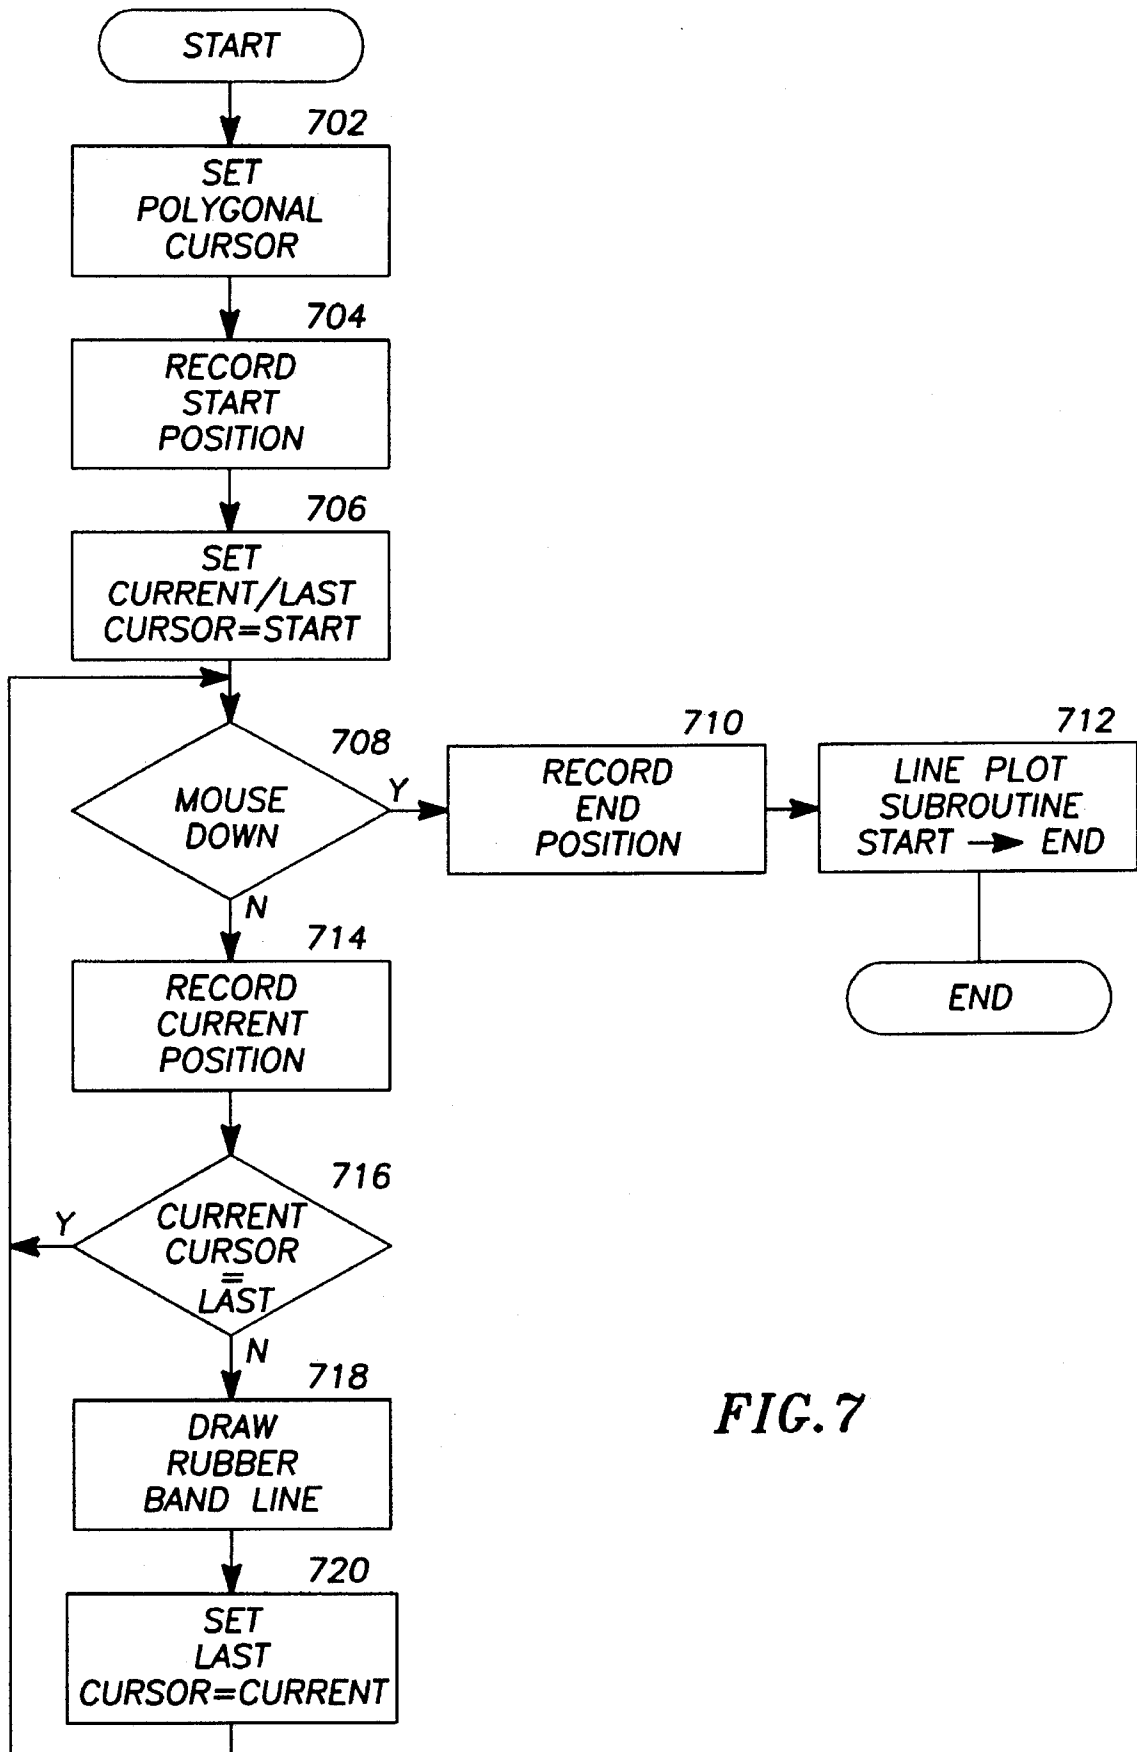 START
702
SET
POLYGONAL
CURSOR
704
RECORD
START
POSITION
706
SET
CURRENT/LAST
CURSOR=START
708
MOUSE
DOWN
Y
N
710
RECORD
END
POSITION
712
LINE PLOT
SUBROUTINE
START → END
END
714
RECORD
CURRENT
POSITION
716
CURRENT
CURSOR
=
LAST
Y
N
718
DRAW
RUBBER
BAND LINE
720
SET
LAST
CURSOR=CURRENT
FIG.7